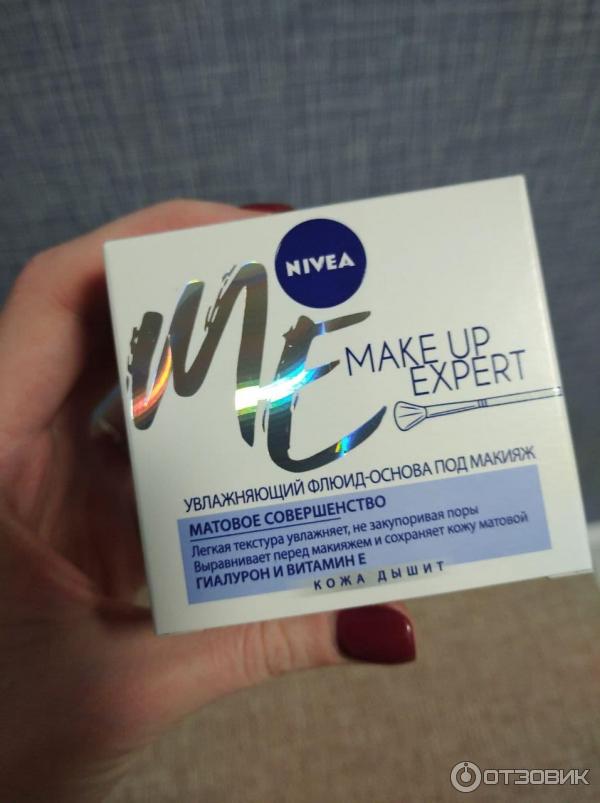 NIVEA
ME
MAKE UP
EXPERT
УВЛАЖНЯЮЩИЙ ФЛЮИД-ОСНОВА ПОД МАКИЯЖ
МАТОВОЕ СОВЕРШЕНСТВО
Легкая текстура увлажняет, не закупоривая поры
Выравнивает перед макияжем и сохраняет кожу матовой
ГИАЛУРОН И ВИТАМИН Е
КОЖА ДЫШИТ
ОТЗОВИК